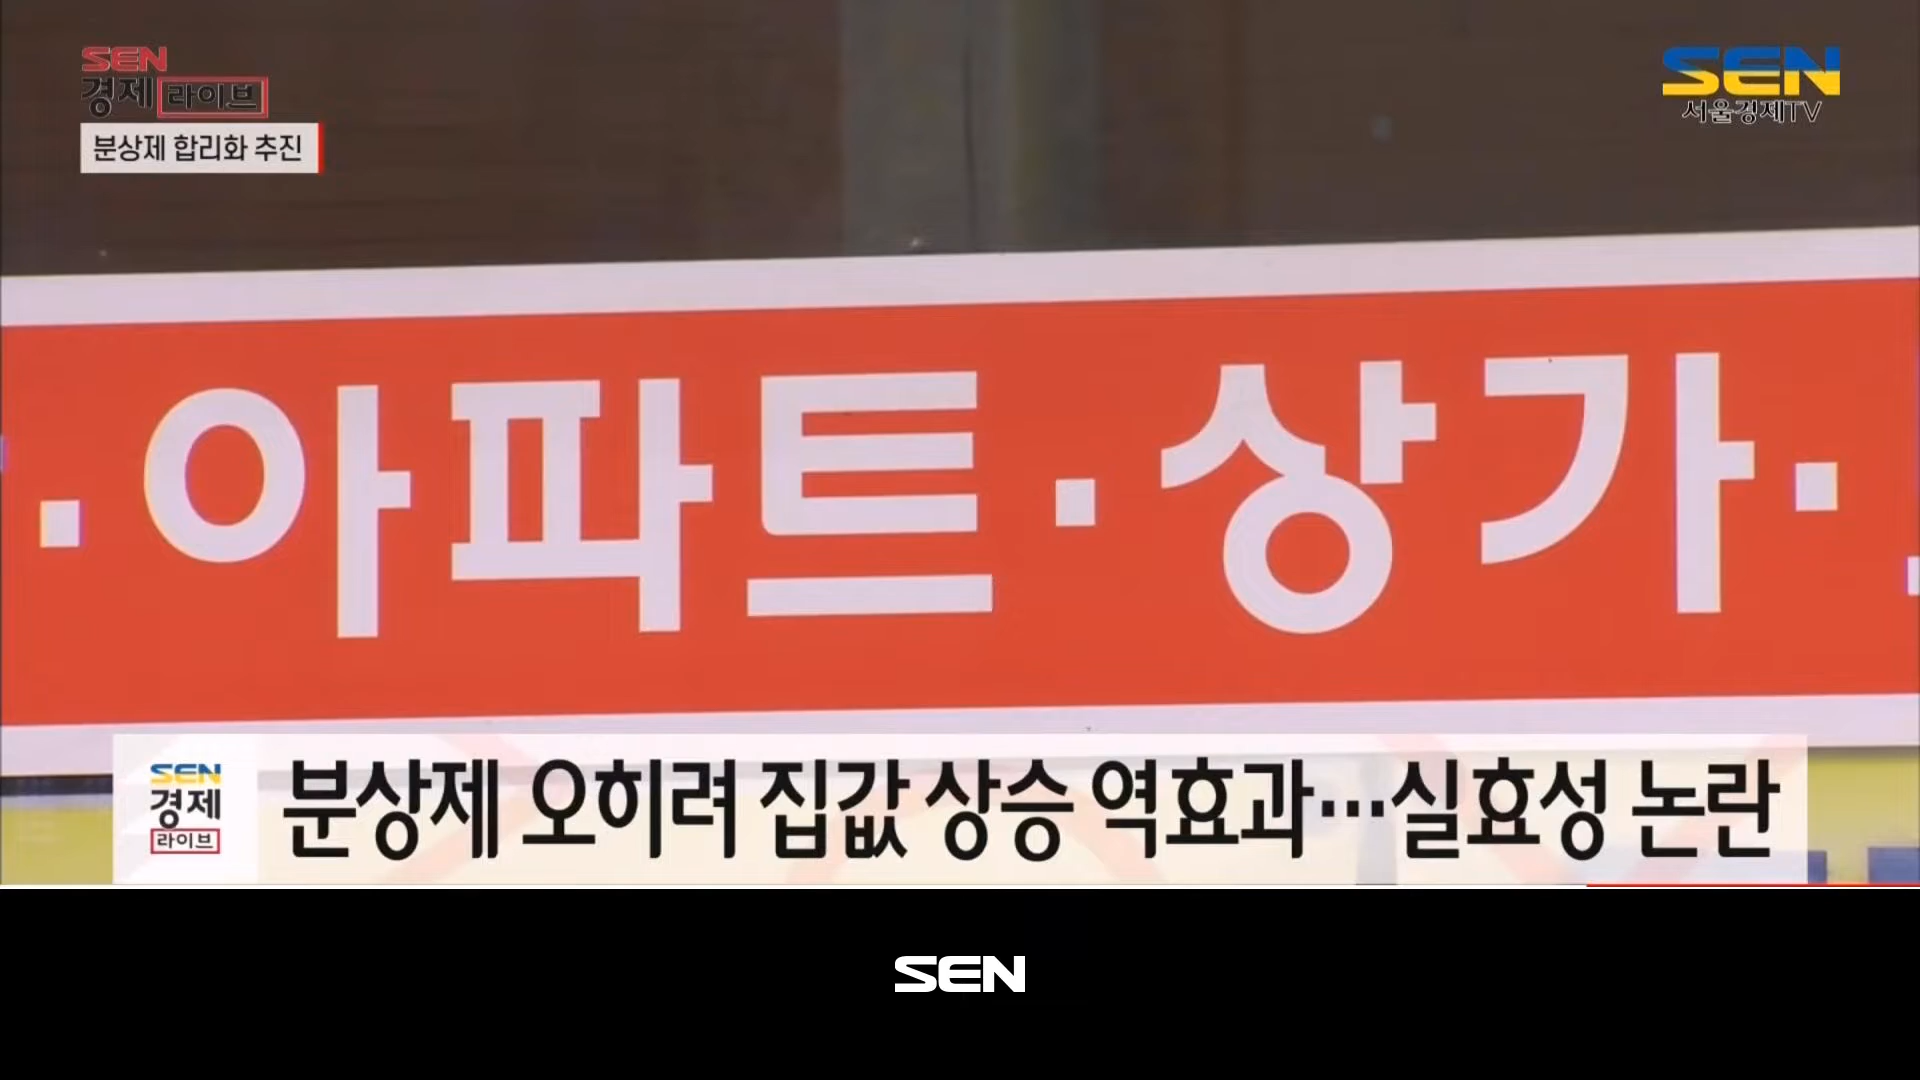 SEN
경제 라이브
분상제 합리화 추진
SEN
서울경제TV
·아파트·상가·
SEN
경제
라이브
분상제 오히려 집값 상승 역효과…실효성 논란
SEN